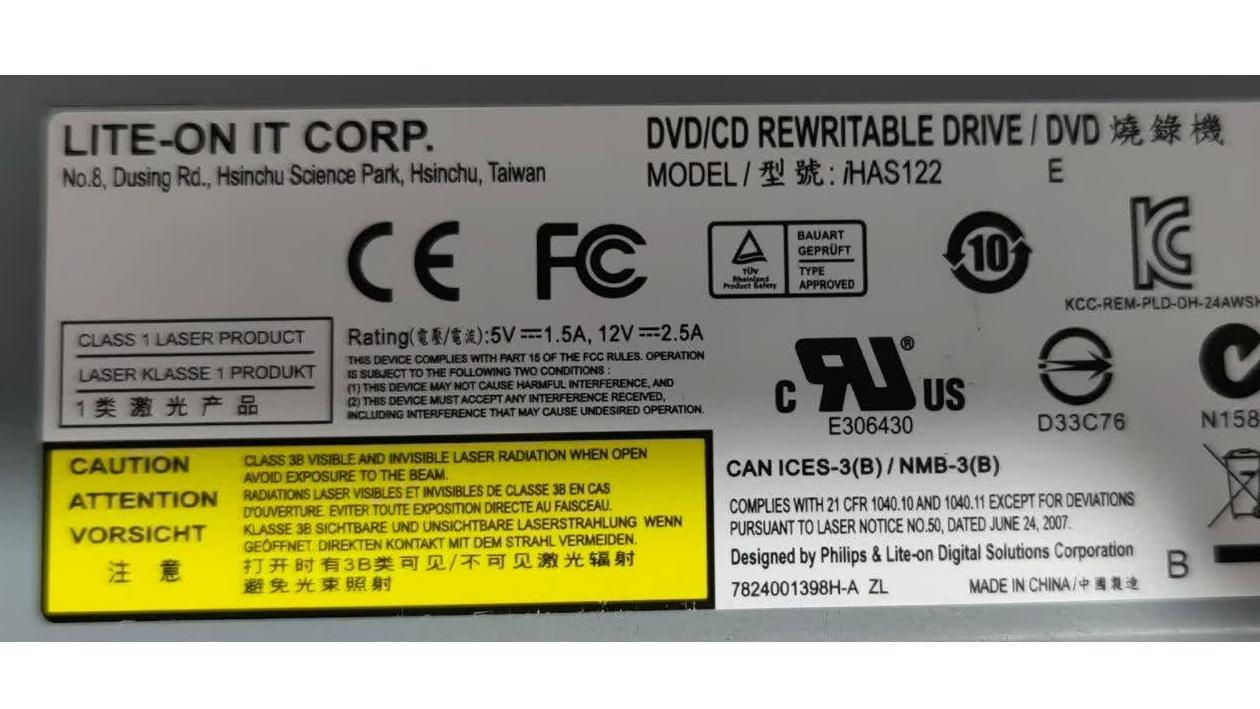 LITE-ON IT CORP.
No.8, Dusing Rd., Hsinchu Science Park, Hsinchu, Taiwan
DVD/CD REWRITABLE DRIVE / DVD 燒錄機
MODEL / 型號: iHAS122 E
CE FC
TÜV
Rheinland
Product Safety
BAUART
GEPRÜFT
TYPE
APPROVED
10
KC
KCC-REM-PLD-DH-24AWSH
CLASS 1 LASER PRODUCT
LASER KLASSE 1 PRODUKT
1类激光产品
Rating(電壓/電流):5V⎓1.5A, 12V⎓2.5A
THIS DEVICE COMPLIES WITH PART 15 OF THE FCC RULES. OPERATION
IS SUBJECT TO THE FOLLOWING TWO CONDITIONS :
(1) THIS DEVICE MAY NOT CAUSE HARMFUL INTERFERENCE, AND
(2) THIS DEVICE MUST ACCEPT ANY INTERFERENCE RECEIVED,
INCLUDING INTERFERENCE THAT MAY CAUSE UNDESIRED OPERATION.
C RU ® US
E306430
D33C76
N158
CAUTION
ATTENTION
VORSICHT
注意
CLASS 3B VISIBLE AND INVISIBLE LASER RADIATION WHEN OPEN
AVOID EXPOSURE TO THE BEAM.
RADIATIONS LASER VISIBLES ET INVISIBLES DE CLASSE 3B EN CAS
D'OUVERTURE. EVITER TOUTE EXPOSITION DIRECTE AU FAISCEAU.
KLASSE 3B SICHTBARE UND UNSICHTBARE LASERSTRAHLUNG WENN
GEÖFFNET. DIREKTEN KONTAKT MIT DEM STRAHL VERMEIDEN.
打开时有3B类可见/不可见激光辐射
避免光束照射
CAN ICES-3(B) / NMB-3(B)
COMPLIES WITH 21 CFR 1040.10 AND 1040.11 EXCEPT FOR DEVIATIONS
PURSUANT TO LASER NOTICE NO.50, DATED JUNE 24, 2007.
Designed by Philips & Lite-on Digital Solutions Corporation
7824001398H-A ZL
MADE IN CHINA/中國製造
B